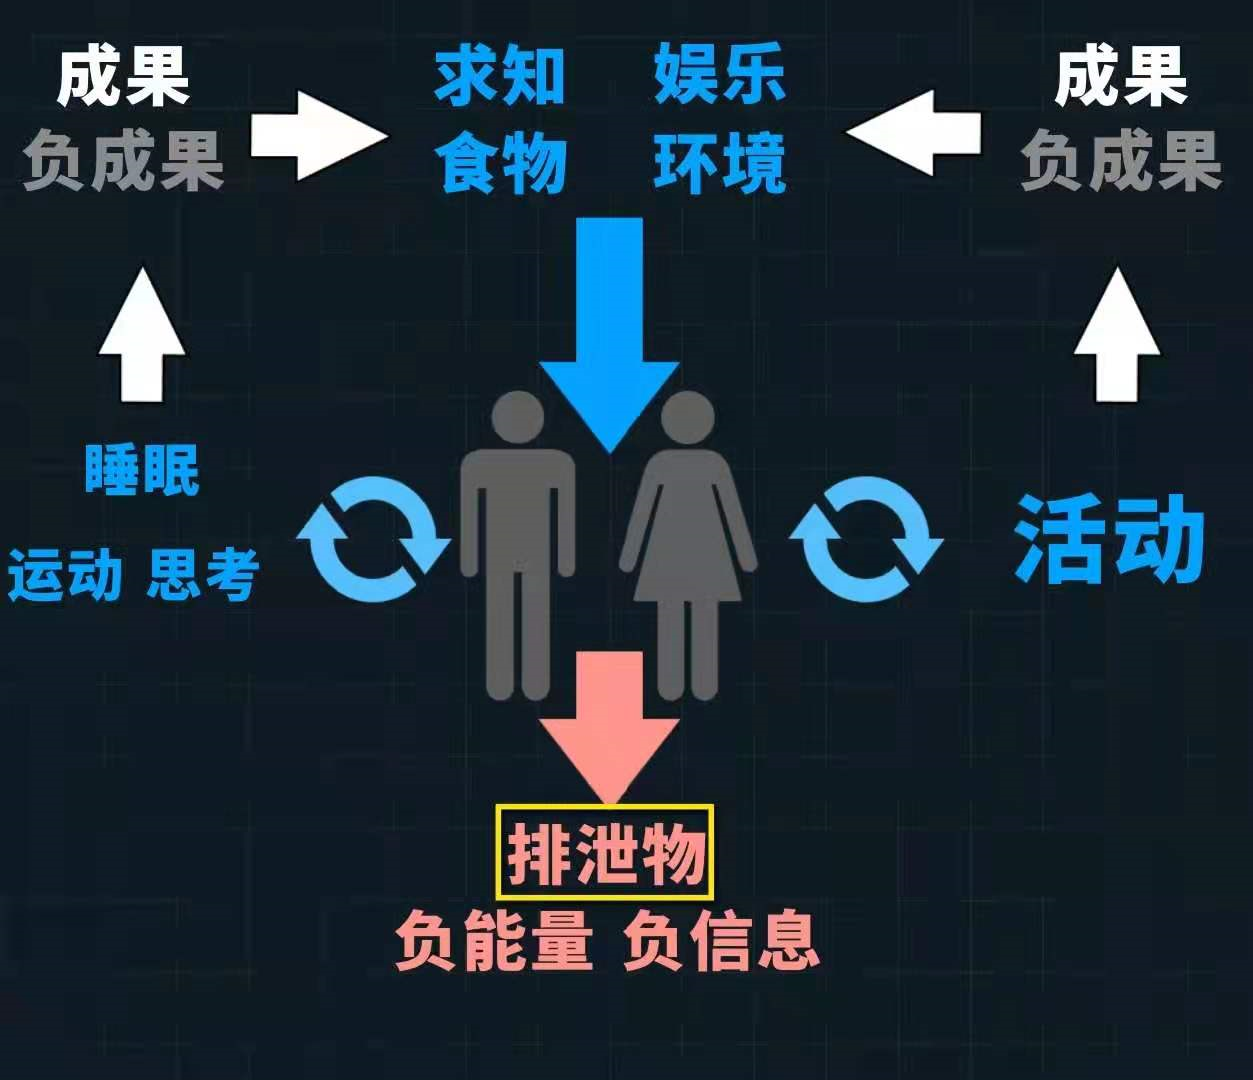 成果
负成果
求知 娱乐
食物 环境
成果
负成果
睡眠
运动 思考
活动
排泄物
负能量 负信息